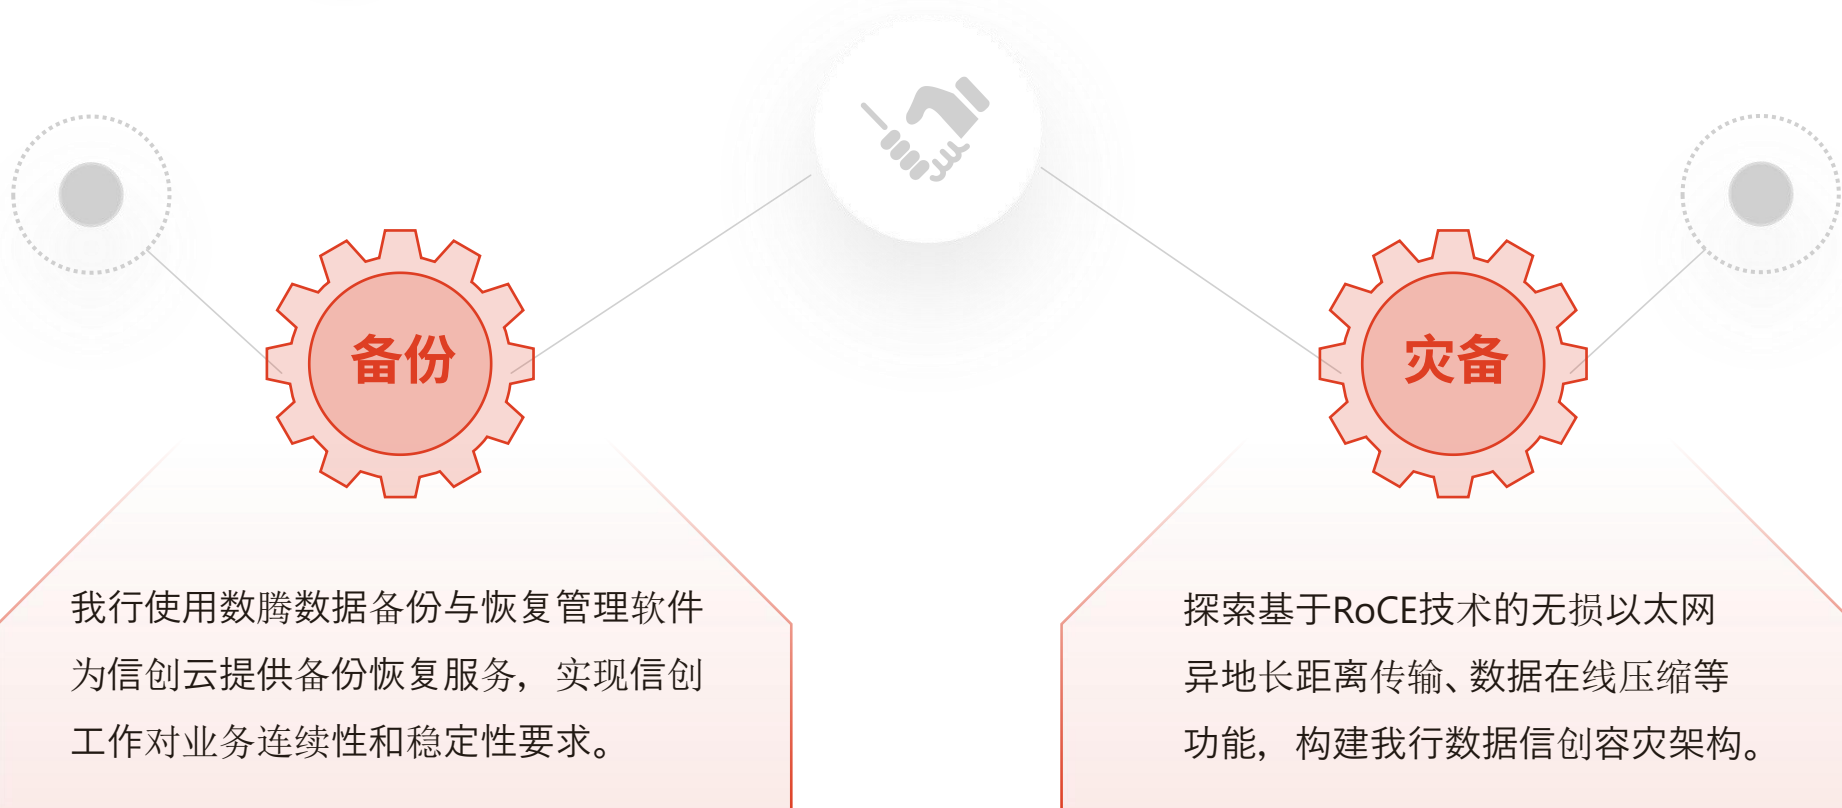 备份
我行使用数腾数据备份与恢复管理软件
为信创云提供备份恢复服务，实现信创
工作对业务连续性和稳定性要求。
灾备
探索基于RoCE技术的无损以太网
异地长距离传输、数据在线压缩等
功能，构建我行数据信创容灾架构。